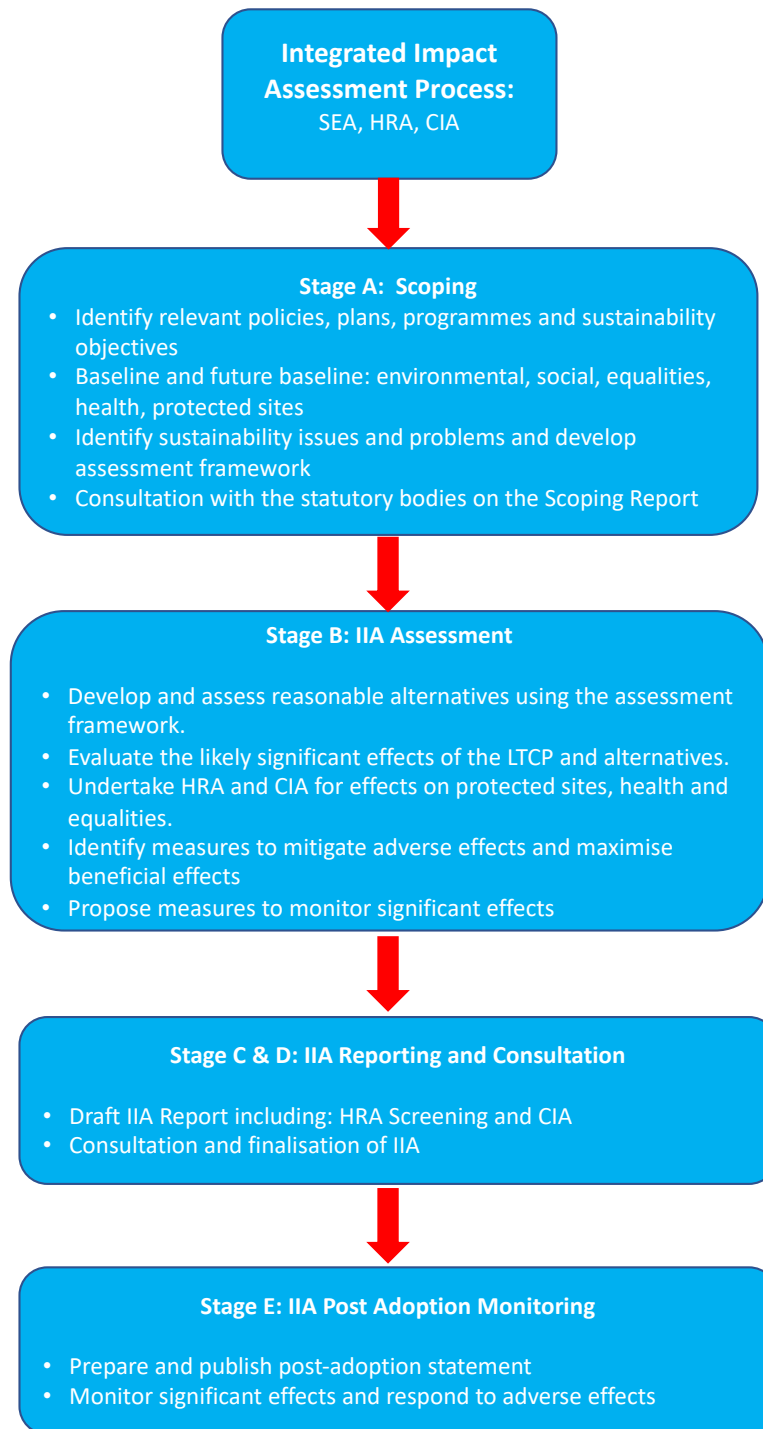 Integrated Impact
Assessment Process:
SEA, HRA, CIA
Stage A:  Scoping
• Identify relevant policies, plans, programmes and sustainability
objectives
• Baseline and future baseline: environmental, social, equalities,
health, protected sites
• Identify sustainability issues and problems and develop
assessment framework
• Consultation with the statutory bodies on the Scoping Report
Stage B: IIA Assessment
• Develop and assess reasonable alternatives using the assessment
framework.
• Evaluate the likely significant effects of the LTCP and alternatives.
• Undertake HRA and CIA for effects on protected sites, health and
equalities.
• Identify measures to mitigate adverse effects and maximise
beneficial effects
• Propose measures to monitor significant effects
Stage C & D: IIA Reporting and Consultation
• Draft IIA Report including: HRA Screening and CIA
• Consultation and finalisation of IIA
Stage E: IIA Post Adoption Monitoring
• Prepare and publish post-adoption statement
• Monitor significant effects and respond to adverse effects